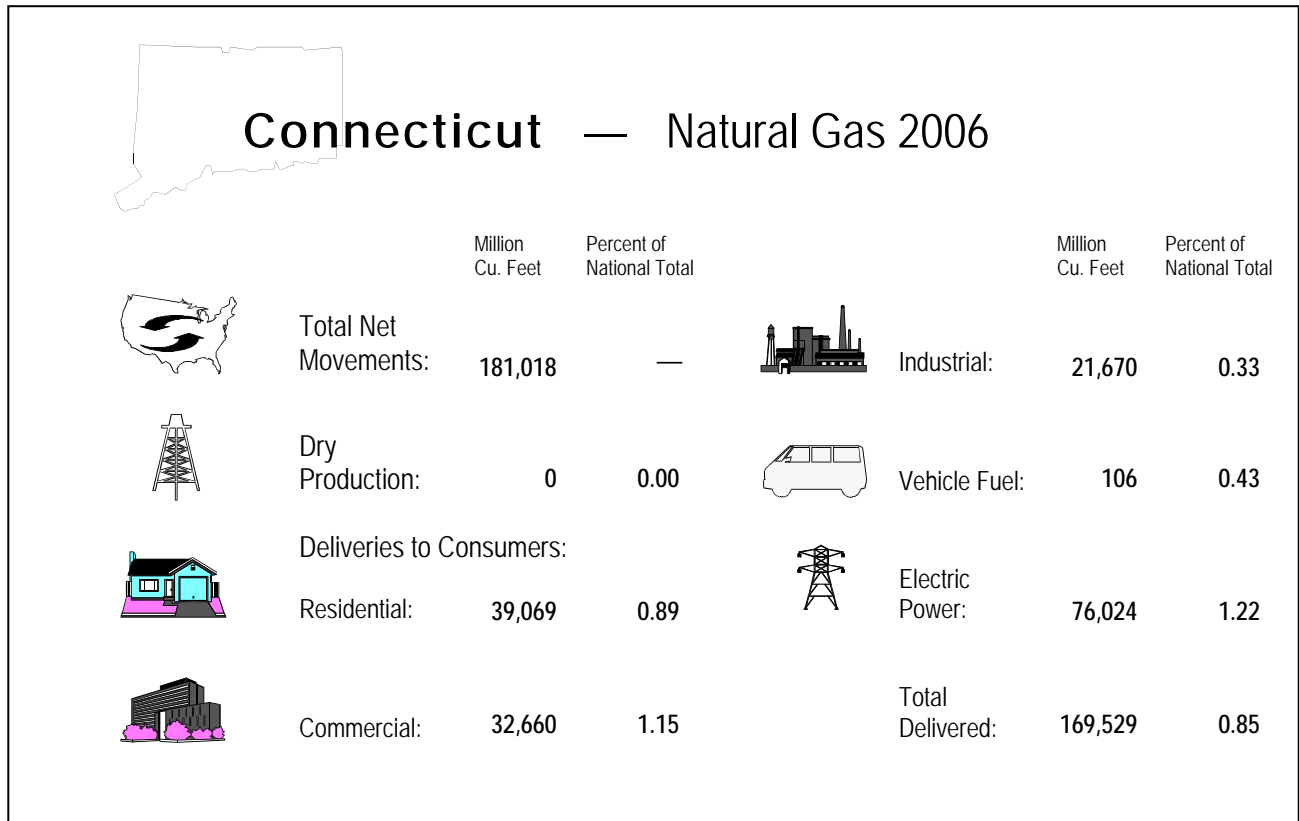 Connecticut — Natural Gas 2006
Million
Cu. Feet
Percent of
National Total
Total Net
Movements: 181,018 —
Dry
Production: 0 0.00
Deliveries to Consumers:
Residential: 39,069 0.89
Commercial: 32,660 1.15
Million
Cu. Feet
Percent of
National Total
Industrial: 21,670 0.33
Vehicle Fuel: 106 0.43
Electric
Power: 76,024 1.22
Total
Delivered: 169,529 0.85